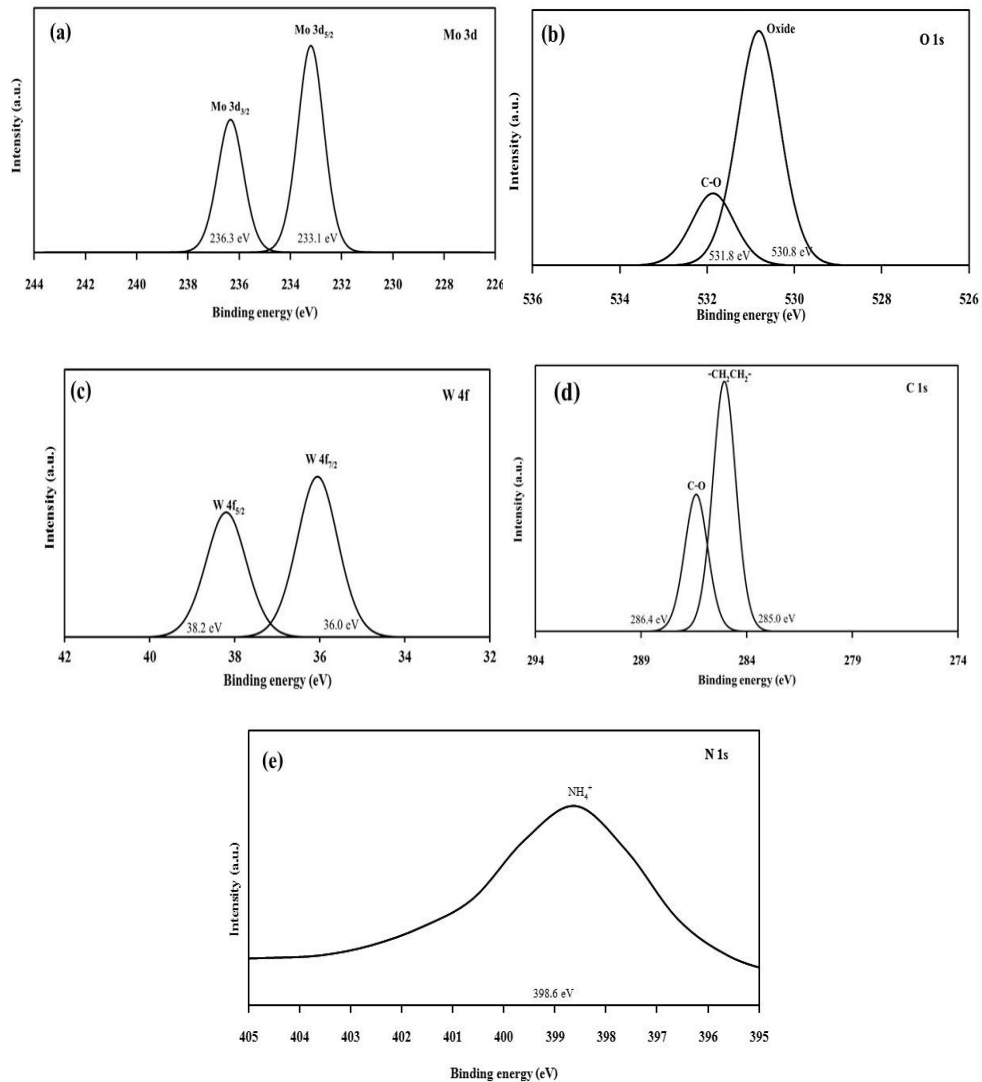 (a)
Mo 3d
Mo 3d5/2
Mo 3d3/2
236.3 eV
233.1 eV
Intensity (a.u.)
244 242 240 238 236 234 232 230 228 226
Binding energy (eV)
(b)
O 1s
Oxide
C-O
531.8 eV
530.8 eV
Intensity (a.u.)
536 534 532 530 528 526
Binding energy (eV)
(c)
W 4f
W 4f7/2
W 4f5/2
38.2 eV
36.0 eV
Intensity (a.u.)
42 40 38 36 34 32
Binding energy (eV)
(d)
C 1s
-CH2CH2-
C-O
286.4 eV
285.0 eV
Intensity (a.u.)
294 289 284 279 274
Binding energy (eV)
(e)
N 1s
NH4+
398.6 eV
Intensity (a.u.)
405 404 403 402 401 400 399 398 397 396 395
Binding energy (eV)